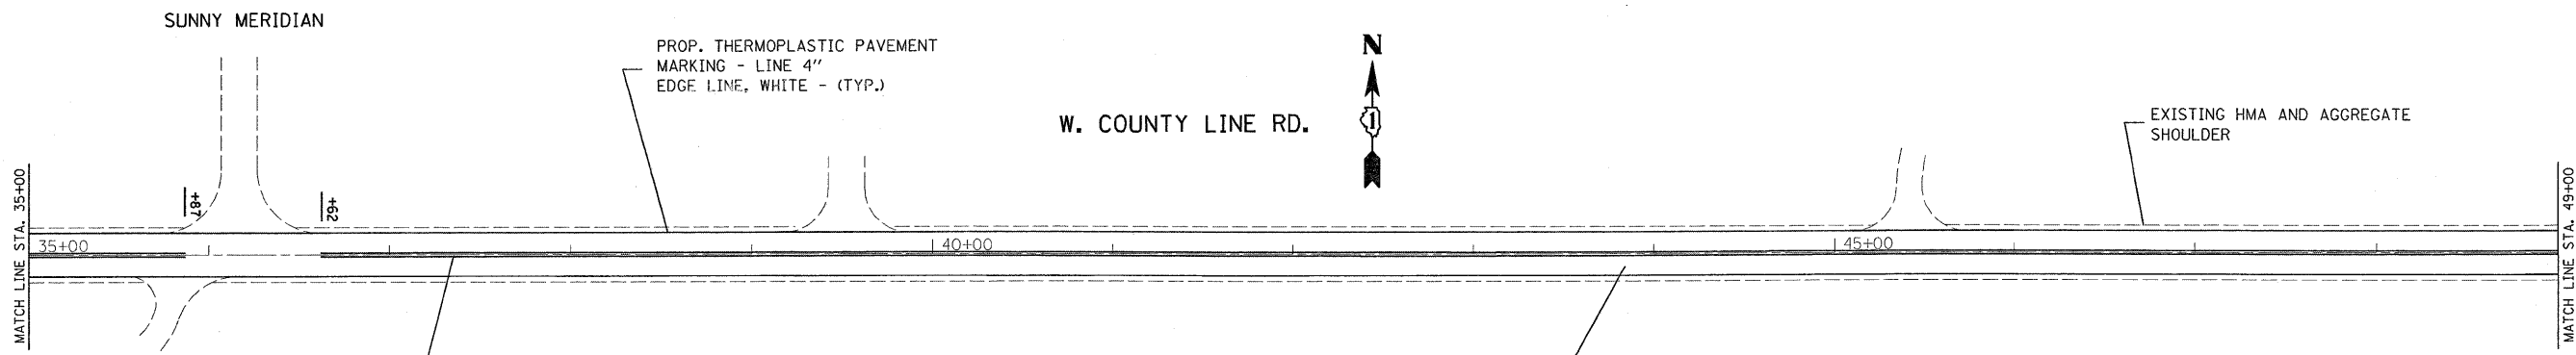 SUNNY MERIDIAN
PROP. THERMOPLASTIC PAVEMENT
MARKING - LINE 4"
EDGE LINE, WHITE - (TYP.)
N
1
W. COUNTY LINE RD.
EXISTING HMA AND AGGREGATE
SHOULDER
MATCH LINE STA. 35+00
+87
+62
35+00
40+00
45+00
MATCH LINE STA. 49+00